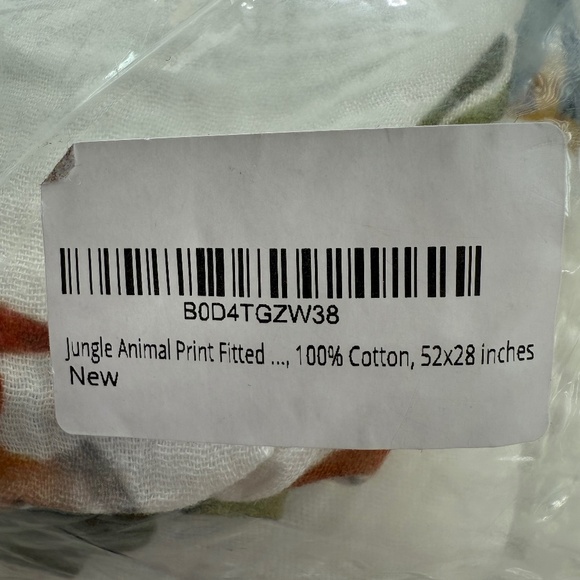 B0D4TGZW38
Jungle Animal Print Fitted ..., 100% Cotton, 52x28 inches
New